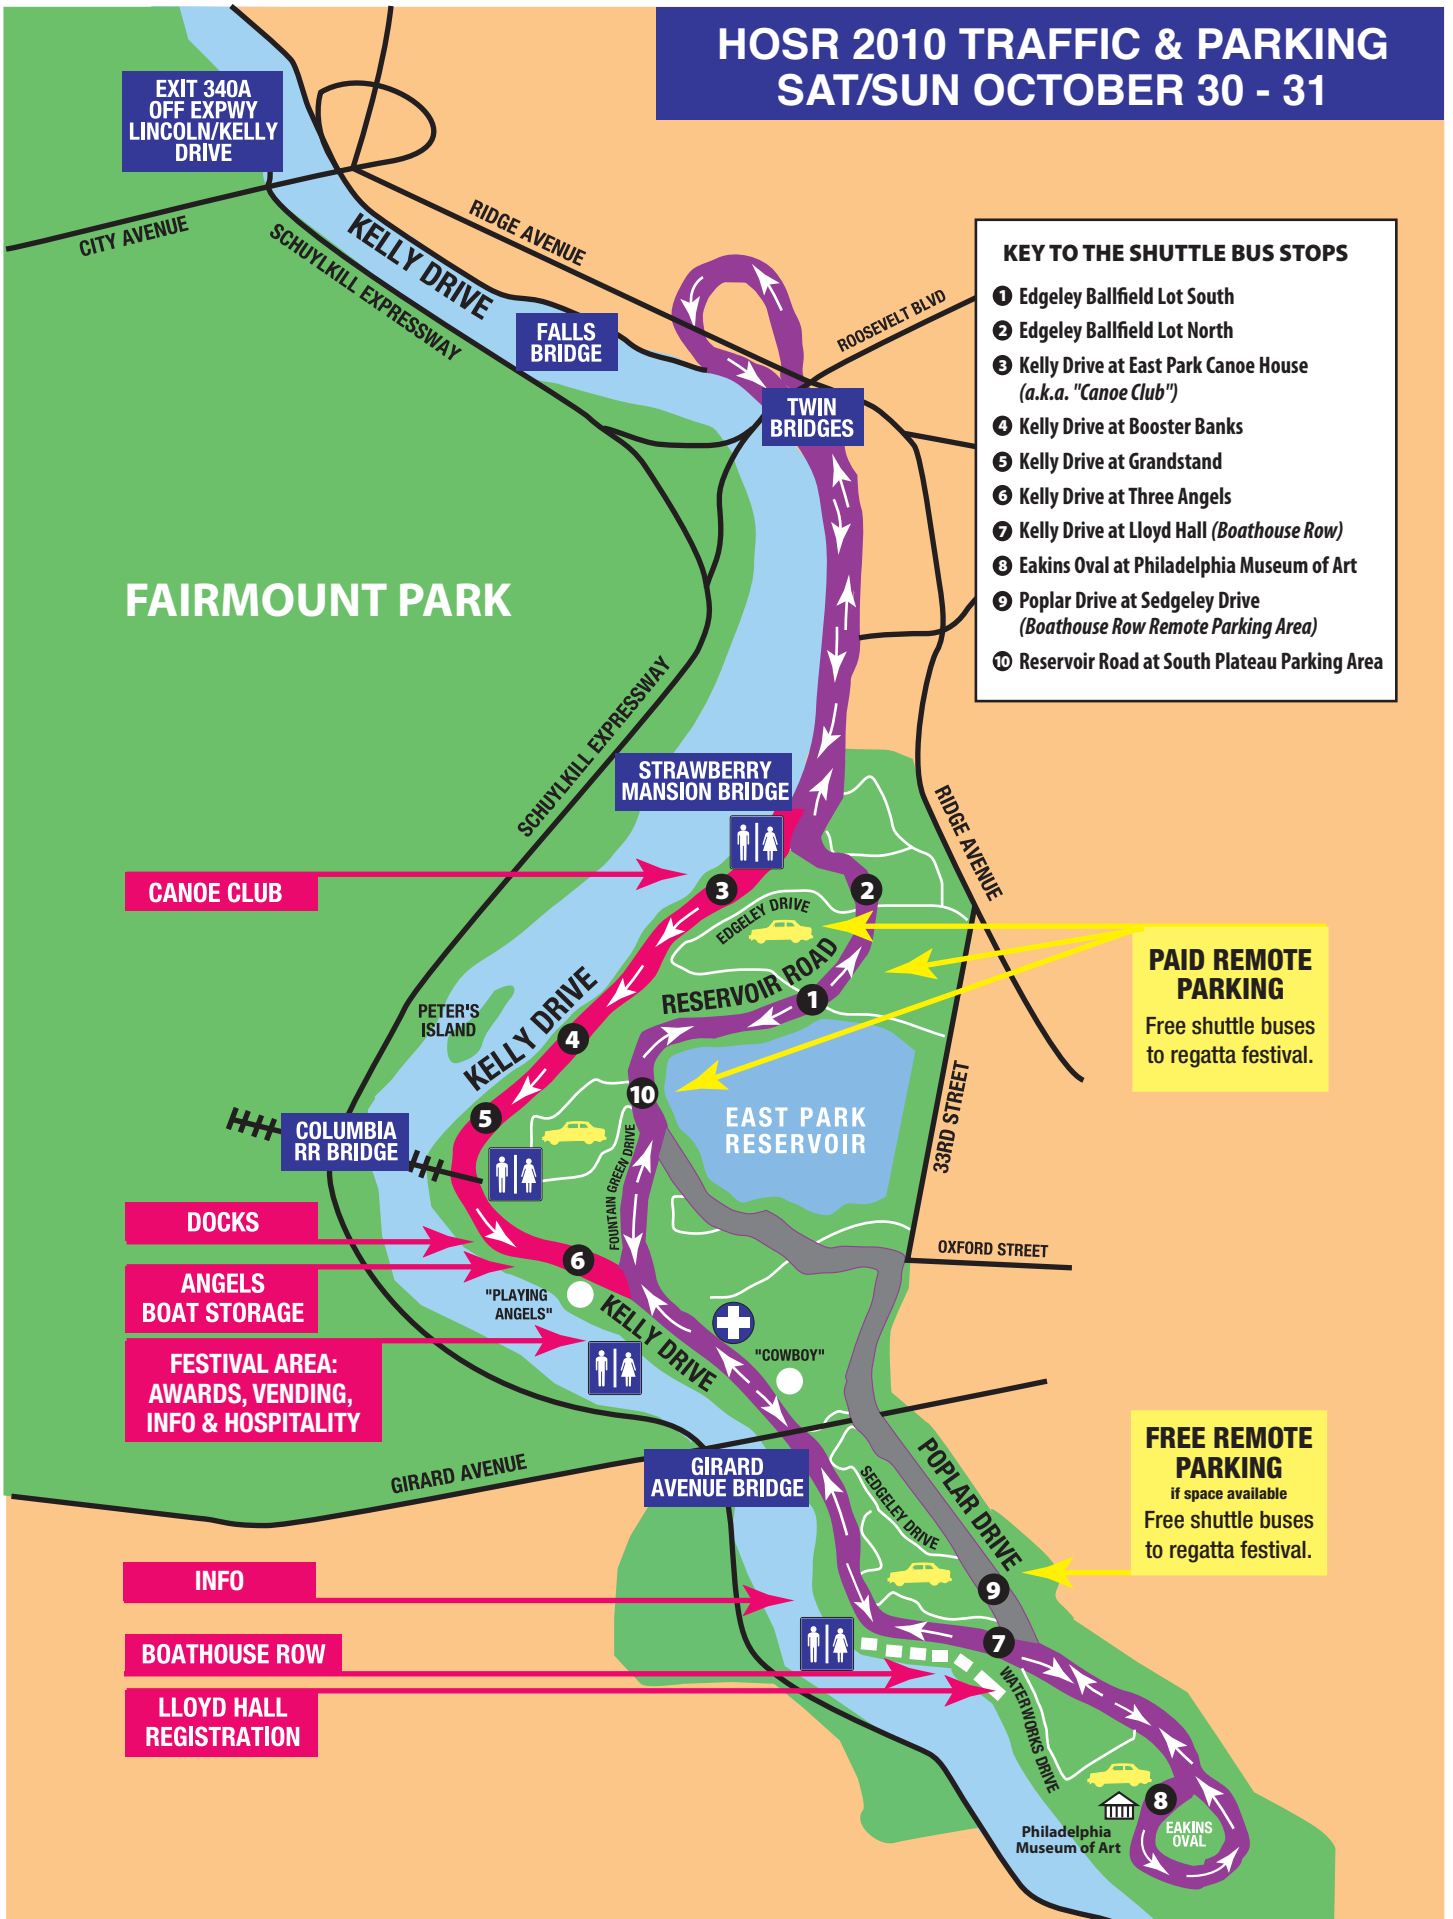 HOSR 2010 TRAFFIC & PARKING
SAT/SUN OCTOBER 30 - 31
EXIT 340A
OFF EXPWY
LINCOLN/KELLY
DRIVE
CITY AVENUE
SCHUYLKILL EXPRESSWAY
KELLY DRIVE
RIDGE AVENUE
FALLS
BRIDGE
ROOSEVELT BLVD
TWIN
BRIDGES
KEY TO THE SHUTTLE BUS STOPS
1 Edgeley Ballfield Lot South
2 Edgeley Ballfield Lot North
3 Kelly Drive at East Park Canoe House
(a.k.a. "Canoe Club")
4 Kelly Drive at Booster Banks
5 Kelly Drive at Grandstand
6 Kelly Drive at Three Angels
7 Kelly Drive at Lloyd Hall (Boathouse Row)
8 Eakins Oval at Philadelphia Museum of Art
9 Poplar Drive at Sedgeley Drive
(Boathouse Row Remote Parking Area)
10 Reservoir Road at South Plateau Parking Area
FAIRMOUNT PARK
SCHUYLKILL EXPRESSWAY
STRAWBERRY
MANSION BRIDGE
RIDGE AVENUE
CANOE CLUB
3
2
EDGELEY DRIVE
RESERVOIR ROAD
1
PAID REMOTE
PARKING
Free shuttle buses
to regatta festival.
PETER'S
ISLAND
KELLY DRIVE
4
10
5
EAST PARK
RESERVOIR
33RD STREET
COLUMBIA
RR BRIDGE
FOUNTAIN GREEN DRIVE
DOCKS
ANGELS
BOAT STORAGE
6
OXFORD STREET
"PLAYING
ANGELS"
KELLY DRIVE
"COWBOY"
FESTIVAL AREA:
AWARDS, VENDING,
INFO & HOSPITALITY
GIRARD AVENUE
GIRARD
AVENUE BRIDGE
SEDGELEY DRIVE
POPLAR DRIVE
FREE REMOTE
PARKING
if space available
Free shuttle buses
to regatta festival.
INFO
9
7
BOATHOUSE ROW
LLOYD HALL
REGISTRATION
WATERWORKS DRIVE
8
Philadelphia
Museum of Art
EAKINS
OVAL